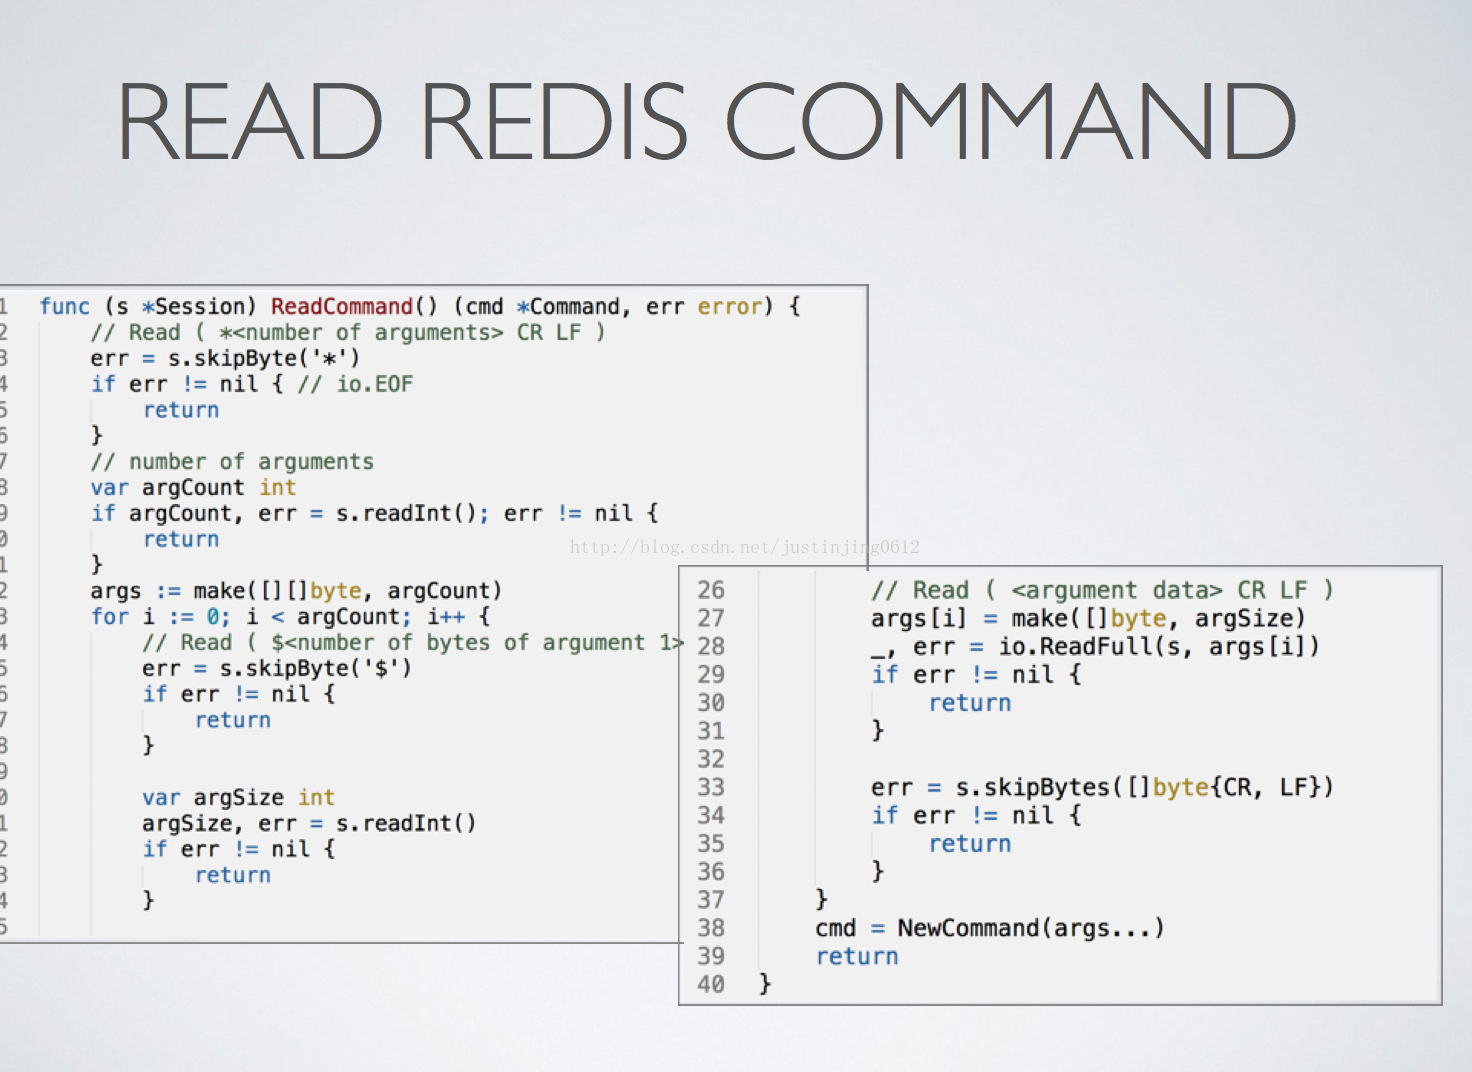 READ REDIS COMMAND
1 func (s *Session) ReadCommand() (cmd *Command, err error) {
2 // Read ( *<number of arguments> CR LF )
3 err = s.skipByte('*')
4 if err != nil { // io.EOF
5 return
6 }
7 // number of arguments
8 var argCount int
9 if argCount, err = s.readInt(); err != nil {
0 return
1 }
2 args := make([][]byte, argCount)
3 for i := 0; i < argCount; i++ {
4 // Read ( $<number of bytes of argument 1>
5 err = s.skipByte('$')
6 if err != nil {
7 return
8 }
9
0 var argSize int
1 argSize, err = s.readInt()
2 if err != nil {
3 return
4 }
5
http://blog.csdn.net/justinjing0612
26 // Read ( <argument data> CR LF )
27 args[i] = make([]byte, argSize)
28 _, err = io.ReadFull(s, args[i])
29 if err != nil {
30 return
31 }
32
33 err = s.skipBytes([]byte{CR, LF})
34 if err != nil {
35 return
36 }
37 }
38 cmd = NewCommand(args...)
39 return
40 }